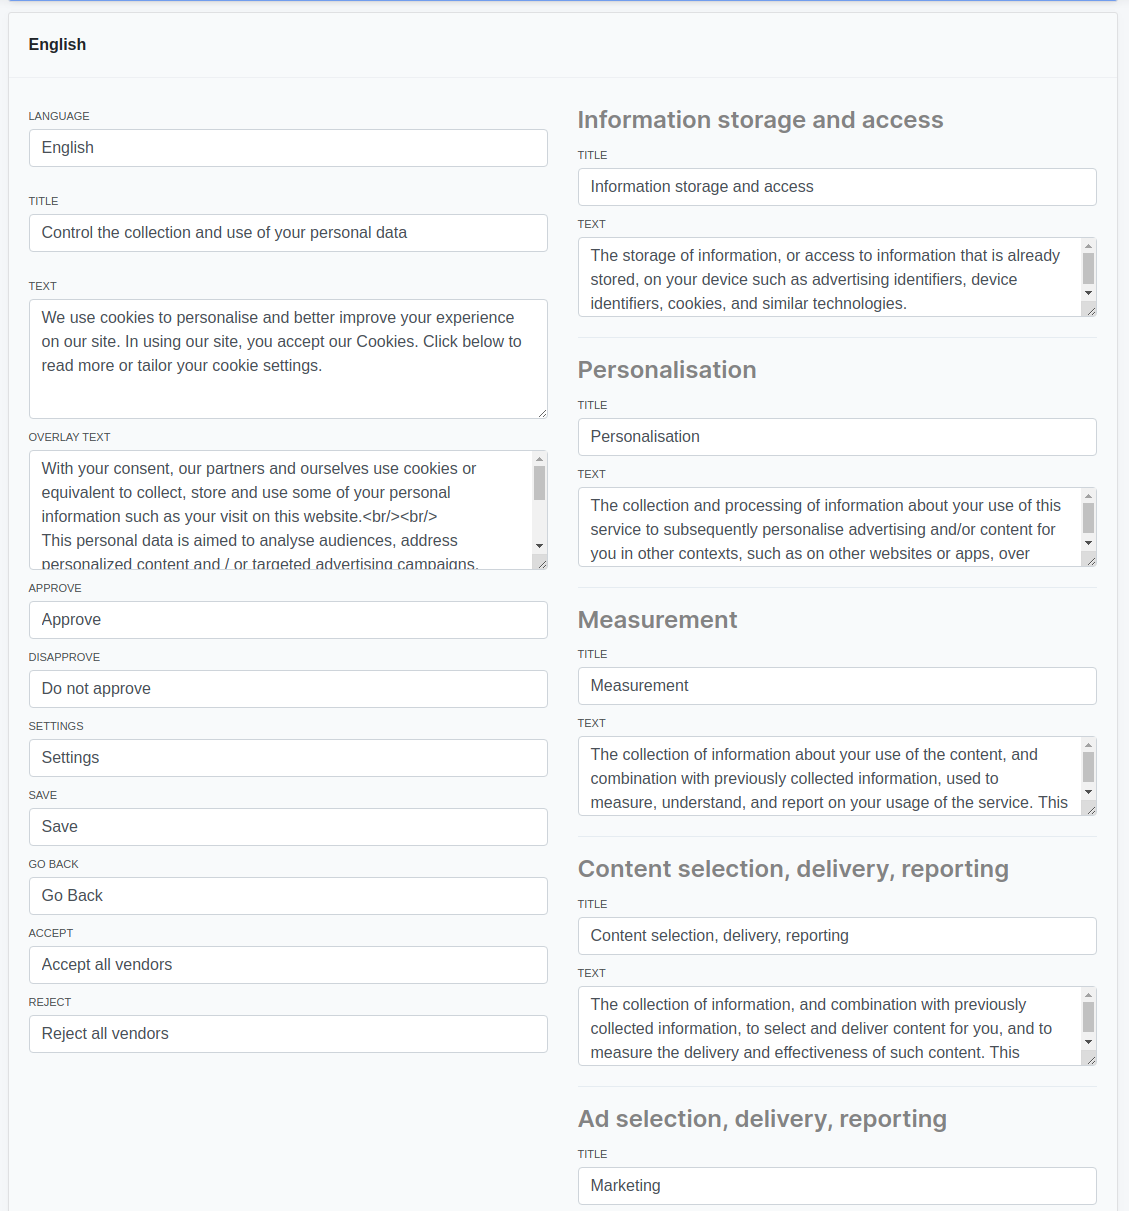 English
LANGUAGE
English
TITLE
Control the collection and use of your personal data
TEXT
We use cookies to personalise and better improve your experience
on our site. In using our site, you accept our Cookies. Click below to
read more or tailor your cookie settings.
OVERLAY TEXT
With your consent, our partners and ourselves use cookies or
equivalent to collect, store and use some of your personal
information such as your visit on this website.<br/><br/>
This personal data is aimed to analyse audiences, address
personalized content and / or targeted advertising campaigns.
APPROVE
Approve
DISAPPROVE
Do not approve
SETTINGS
Settings
SAVE
Save
GO BACK
Go Back
ACCEPT
Accept all vendors
REJECT
Reject all vendors
Information storage and access
TITLE
Information storage and access
TEXT
The storage of information, or access to information that is already
stored, on your device such as advertising identifiers, device
identifiers, cookies, and similar technologies.
Personalisation
TITLE
Personalisation
TEXT
The collection and processing of information about your use of this
service to subsequently personalise advertising and/or content for
you in other contexts, such as on other websites or apps, over
Measurement
TITLE
Measurement
TEXT
The collection of information about your use of the content, and
combination with previously collected information, used to
measure, understand, and report on your usage of the service. This
Content selection, delivery, reporting
TITLE
Content selection, delivery, reporting
TEXT
The collection of information, and combination with previously
collected information, to select and deliver content for you, and to
measure the delivery and effectiveness of such content. This
Ad selection, delivery, reporting
TITLE
Marketing